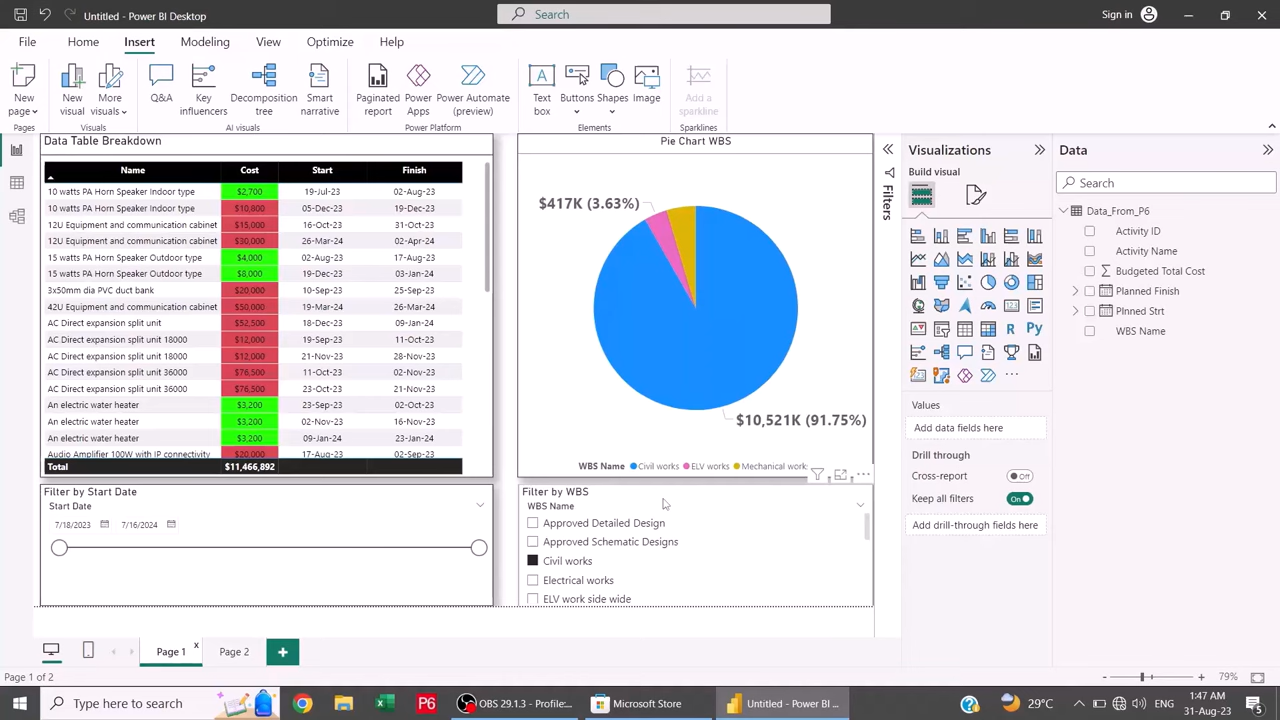 Untitled - Power BI Desktop
Search
Sign in
File Home Insert Modeling View Optimize Help
New page
New visual
More visuals
Q&A
Key influencers
Decomposition tree
Smart narrative
Paginated report
Power Apps
Power Automate (preview)
Text box
Buttons
Shapes
Image
Add a sparkline
Pages
Visuals
AI visuals
Power Platform
Elements
Sparklines
Data Table Breakdown
Name Cost Start Finish
10 watts PA Horn Speaker Indoor type $2,700 19-Jul-23 02-Aug-23
10 watts PA Horn Speaker Indoor type $10,800 05-Dec-23 19-Dec-23
12U Equipment and communication cabinet $15,000 16-Oct-23 31-Oct-23
12U Equipment and communication cabinet $30,000 26-Mar-24 02-Apr-24
15 watts PA Horn Speaker Outdoor type $4,000 02-Aug-23 17-Aug-23
15 watts PA Horn Speaker Outdoor type $8,000 19-Dec-23 03-Jan-24
3x50mm dia PVC duct bank $20,000 10-Sep-23 25-Sep-23
42U Equipment and communication cabinet $50,000 19-Mar-24 26-Mar-24
AC Direct expansion split unit $52,500 18-Dec-23 09-Jan-24
AC Direct expansion split unit 18000 $12,000 19-Sep-23 11-Oct-23
AC Direct expansion split unit 18000 $12,000 21-Nov-23 28-Nov-23
AC Direct expansion split unit 36000 $76,500 11-Oct-23 02-Nov-23
AC Direct expansion split unit 36000 $76,500 23-Oct-23 21-Nov-23
An electric water heater $3,200 23-Sep-23 02-Oct-23
An electric water heater $3,200 02-Nov-23 16-Nov-23
An electric water heater $3,200 09-Jan-24 23-Jan-24
Audio Amplifier 100W with IP connectivity $20,000 17-Aug-23 02-Sep-23
Total $11,466,892
Pie Chart WBS
$417K (3.63%)
$10,521K (91.75%)
WBS Name Civil works ELV works Mechanical work
Filter by Start Date
Start Date
7/18/2023 7/16/2024
Filter by WBS
WBS Name
Approved Detailed Design
Approved Schematic Designs
Civil works
Electrical works
ELV work side wide
Filters
Visualizations
Build visual
Values
Add data fields here
Drill through
Cross-report Off
Keep all filters On
Add drill-through fields here
Data
Search
Data_From_P6
Activity ID
Activity Name
Budgeted Total Cost
Planned Finish
Plnned Strt
WBS Name
Page 1 Page 2
Page 1 of 2
79%
Type here to search
OBS 29.1.3 - Profile:...
Microsoft Store
Untitled - Power BI ...
29°C
ENG
1:47 AM
31-Aug-23